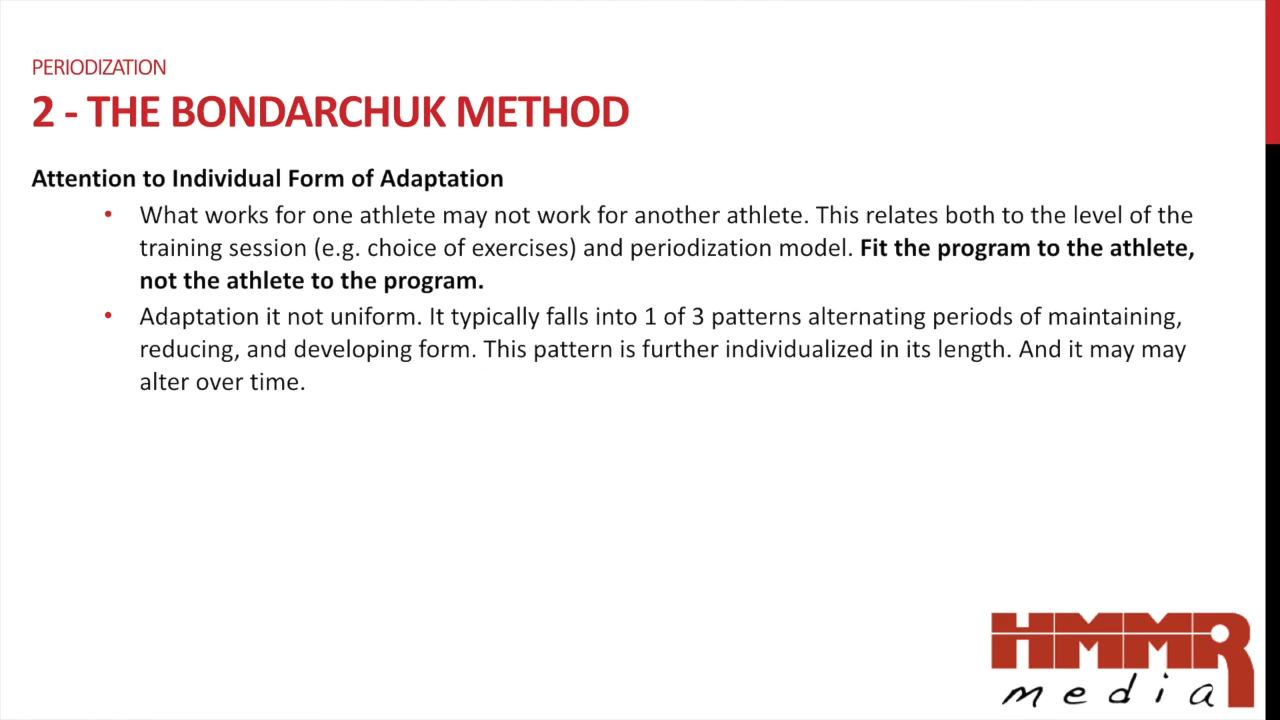 PERIODIZATION
2 - THE BONDARCHUK METHOD
Attention to Individual Form of Adaptation
• What works for one athlete may not work for another athlete. This relates both to the level of the
training session (e.g. choice of exercises) and periodization model. Fit the program to the athlete,
not the athlete to the program.
• Adaptation it not uniform. It typically falls into 1 of 3 patterns alternating periods of maintaining,
reducing, and developing form. This pattern is further individualized in its length. And it may may
alter over time.
HMMR
media